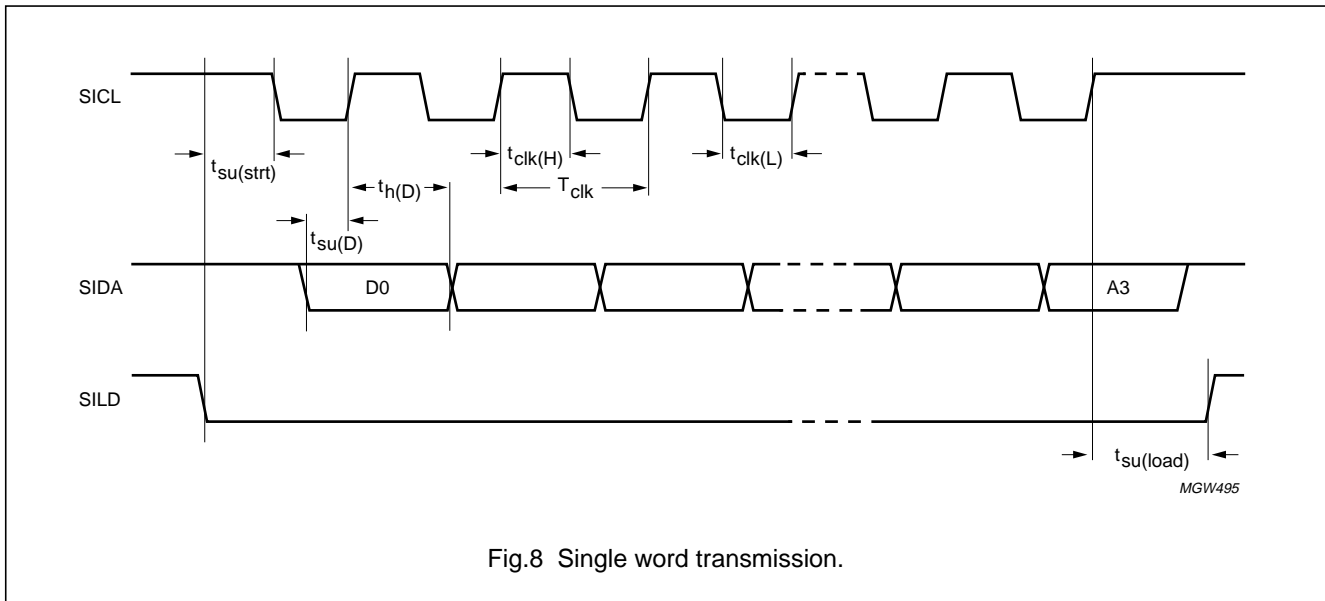 SICL
tsu(strt)
tclk(H)
tclk(L)
th(D)
Tclk
tsu(D)
SIDA
D0
A3
SILD
tsu(load)
MGW495
Fig.8 Single word transmission.